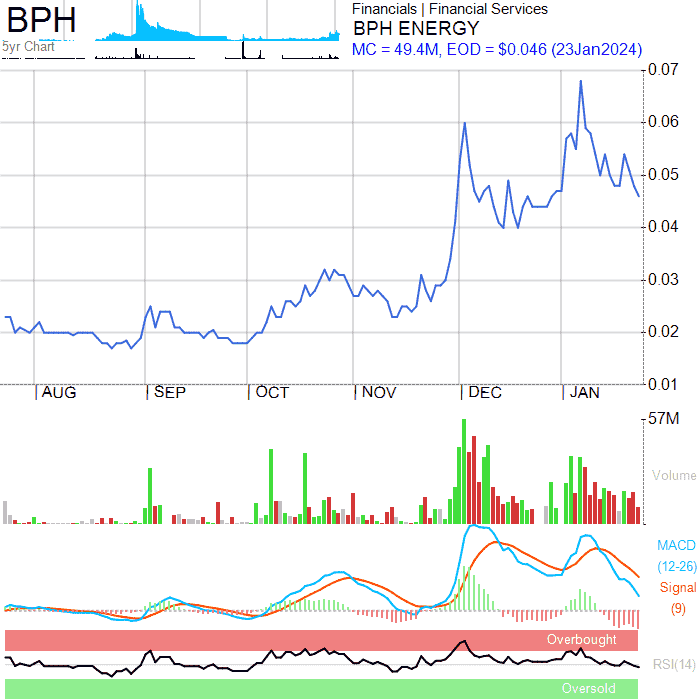 BPH
5yr Chart
Financials | Financial Services
BPH ENERGY
MC = 49.4M, EOD = $0.046 (23Jan2024)
0.07
0.06
0.05
0.04
0.03
0.02
0.01
AUG SEP OCT NOV DEC JAN
57M
Volume
MACD
(12-26)
Signal
(9)
Overbought
RSI(14)
Oversold